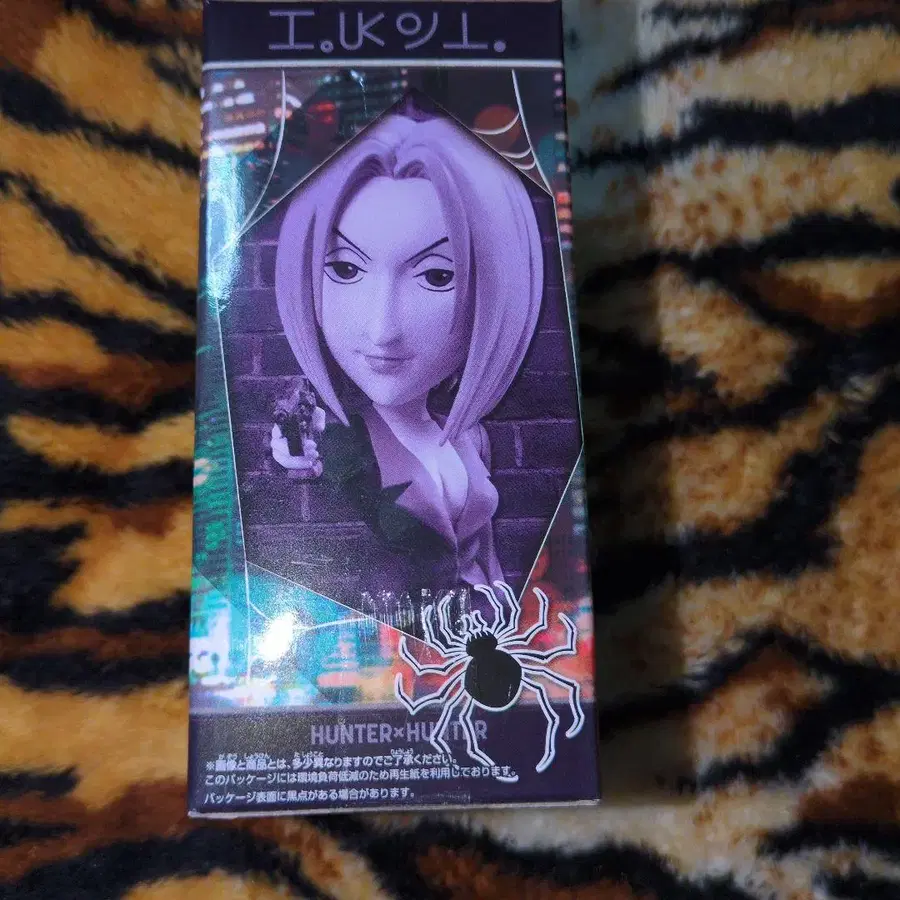 HUNTER×HUNTER
※画像と商品とは、多少異なりますのでご了承ください。
このパッケージには環境負荷低減のため再生紙を利用しております。
パッケージ表面に黒点がある場合があります。